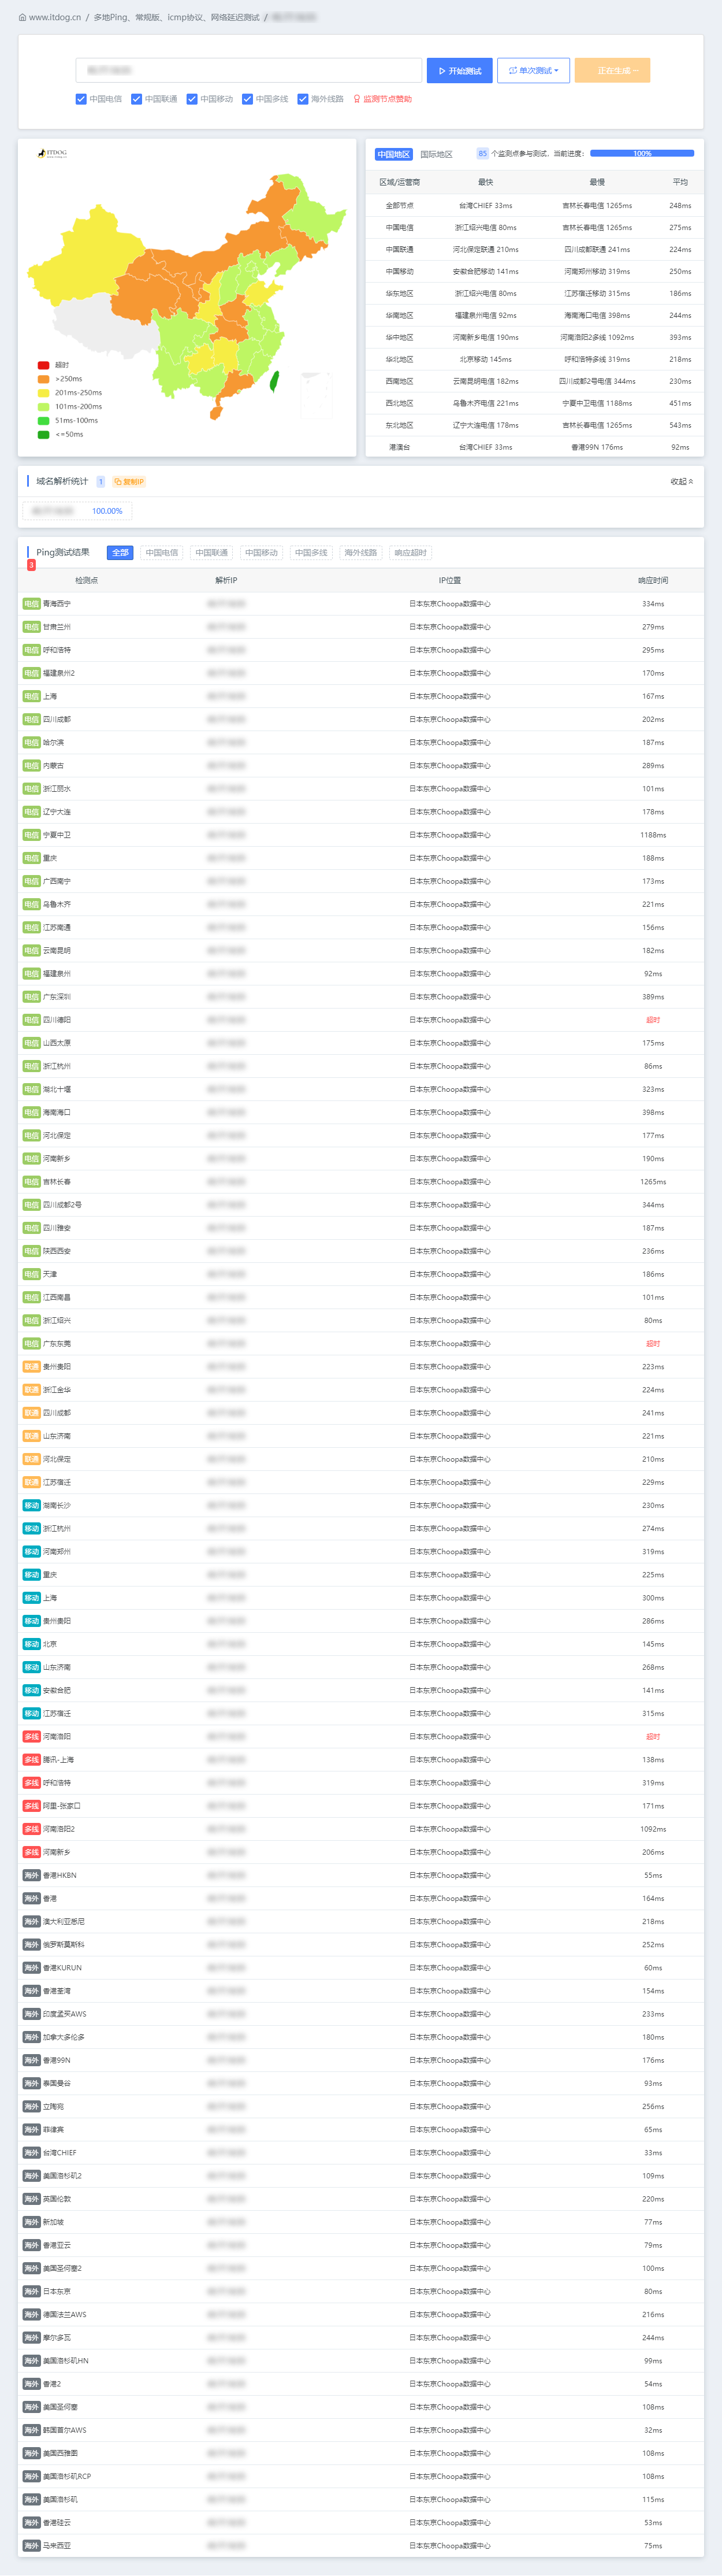 www.itdog.cn / 多地Ping、常规版、icmp协议、网络延迟测试 /
开始测试 单次测试 正在生成
中国电信 中国联通 中国移动 中国多线 海外线路 监测节点赞助
ITDOG
超时
>250ms
201ms-250ms
101ms-200ms
51ms-100ms
<=50ms
中国地区 国际地区 85 个监测点参与测试，当前进度： 100%
区域/运营商 最快 最慢 平均
全部节点 台湾CHIEF 33ms 吉林长春电信 1265ms 248ms
中国电信 浙江绍兴电信 80ms 吉林长春电信 1265ms 275ms
中国联通 河北保定联通 210ms 四川成都联通 241ms 224ms
中国移动 安徽合肥移动 141ms 河南郑州移动 319ms 250ms
华东地区 浙江绍兴电信 80ms 江苏宿迁移动 315ms 186ms
华南地区 福建泉州电信 92ms 海南海口电信 398ms 244ms
华中地区 河南新乡电信 190ms 河南洛阳2多线 1092ms 393ms
华北地区 北京移动 145ms 呼和浩特多线 319ms 218ms
西南地区 云南昆明电信 182ms 四川成都2号电信 344ms 230ms
西北地区 乌鲁木齐电信 221ms 宁夏中卫电信 1188ms 451ms
东北地区 辽宁大连电信 178ms 吉林长春电信 1265ms 543ms
港澳台 台湾CHIEF 33ms 香港99N 176ms 92ms
域名解析统计 1 复制IP 收起
100.00%
Ping测试结果 全部 中国电信 中国联通 中国移动 中国多线 海外线路 响应超时
3
检测点 解析IP IP位置 响应时间
电信 青海西宁 日本东京Choopa数据中心 334ms
电信 甘肃兰州 日本东京Choopa数据中心 279ms
电信 呼和浩特 日本东京Choopa数据中心 295ms
电信 福建泉州2 日本东京Choopa数据中心 170ms
电信 上海 日本东京Choopa数据中心 167ms
电信 四川成都 日本东京Choopa数据中心 202ms
电信 哈尔滨 日本东京Choopa数据中心 187ms
电信 内蒙古 日本东京Choopa数据中心 289ms
电信 浙江丽水 日本东京Choopa数据中心 101ms
电信 辽宁大连 日本东京Choopa数据中心 178ms
电信 宁夏中卫 日本东京Choopa数据中心 1188ms
电信 重庆 日本东京Choopa数据中心 188ms
电信 广西南宁 日本东京Choopa数据中心 173ms
电信 乌鲁木齐 日本东京Choopa数据中心 221ms
电信 江苏南通 日本东京Choopa数据中心 156ms
电信 云南昆明 日本东京Choopa数据中心 182ms
电信 福建泉州 日本东京Choopa数据中心 92ms
电信 广东深圳 日本东京Choopa数据中心 389ms
电信 四川德阳 日本东京Choopa数据中心 超时
电信 山西太原 日本东京Choopa数据中心 175ms
电信 浙江杭州 日本东京Choopa数据中心 86ms
电信 湖北十堰 日本东京Choopa数据中心 323ms
电信 海南海口 日本东京Choopa数据中心 398ms
电信 河北保定 日本东京Choopa数据中心 177ms
电信 河南新乡 日本东京Choopa数据中心 190ms
电信 吉林长春 日本东京Choopa数据中心 1265ms
电信 四川成都2号 日本东京Choopa数据中心 344ms
电信 四川雅安 日本东京Choopa数据中心 187ms
电信 陕西西安 日本东京Choopa数据中心 236ms
电信 天津 日本东京Choopa数据中心 186ms
电信 江西南昌 日本东京Choopa数据中心 101ms
电信 浙江绍兴 日本东京Choopa数据中心 80ms
电信 广东东莞 日本东京Choopa数据中心 超时
联通 贵州贵阳 日本东京Choopa数据中心 223ms
联通 浙江金华 日本东京Choopa数据中心 224ms
联通 四川成都 日本东京Choopa数据中心 241ms
联通 山东济南 日本东京Choopa数据中心 221ms
联通 河北保定 日本东京Choopa数据中心 210ms
联通 江苏宿迁 日本东京Choopa数据中心 229ms
移动 湖南长沙 日本东京Choopa数据中心 230ms
移动 浙江杭州 日本东京Choopa数据中心 274ms
移动 河南郑州 日本东京Choopa数据中心 319ms
移动 重庆 日本东京Choopa数据中心 225ms
移动 上海 日本东京Choopa数据中心 300ms
移动 贵州贵阳 日本东京Choopa数据中心 286ms
移动 北京 日本东京Choopa数据中心 145ms
移动 山东济南 日本东京Choopa数据中心 268ms
移动 安徽合肥 日本东京Choopa数据中心 141ms
移动 江苏宿迁 日本东京Choopa数据中心 315ms
多线 河南洛阳 日本东京Choopa数据中心 超时
多线 腾讯-上海 日本东京Choopa数据中心 138ms
多线 呼和浩特 日本东京Choopa数据中心 319ms
多线 阿里-张家口 日本东京Choopa数据中心 171ms
多线 河南洛阳2 日本东京Choopa数据中心 1092ms
多线 河南新乡 日本东京Choopa数据中心 206ms
海外 香港HKBN 日本东京Choopa数据中心 55ms
海外 香港 日本东京Choopa数据中心 164ms
海外 澳大利亚悉尼 日本东京Choopa数据中心 218ms
海外 俄罗斯莫斯科 日本东京Choopa数据中心 252ms
海外 香港KURUN 日本东京Choopa数据中心 60ms
海外 香港荃湾 日本东京Choopa数据中心 154ms
海外 印度孟买AWS 日本东京Choopa数据中心 233ms
海外 加拿大多伦多 日本东京Choopa数据中心 180ms
海外 香港99N 日本东京Choopa数据中心 176ms
海外 泰国曼谷 日本东京Choopa数据中心 93ms
海外 立陶宛 日本东京Choopa数据中心 256ms
海外 菲律宾 日本东京Choopa数据中心 65ms
海外 台湾CHIEF 日本东京Choopa数据中心 33ms
海外 美国洛杉矶2 日本东京Choopa数据中心 109ms
海外 英国伦敦 日本东京Choopa数据中心 220ms
海外 新加坡 日本东京Choopa数据中心 77ms
海外 香港亚云 日本东京Choopa数据中心 79ms
海外 美国圣何塞2 日本东京Choopa数据中心 100ms
海外 日本东京 日本东京Choopa数据中心 80ms
海外 德国法兰AWS 日本东京Choopa数据中心 216ms
海外 摩尔多瓦 日本东京Choopa数据中心 244ms
海外 美国洛杉矶HN 日本东京Choopa数据中心 99ms
海外 香港2 日本东京Choopa数据中心 54ms
海外 美国圣何塞 日本东京Choopa数据中心 108ms
海外 韩国首尔AWS 日本东京Choopa数据中心 32ms
海外 美国西雅图 日本东京Choopa数据中心 108ms
海外 美国洛杉矶RCP 日本东京Choopa数据中心 108ms
海外 美国洛杉矶 日本东京Choopa数据中心 115ms
海外 香港硅云 日本东京Choopa数据中心 53ms
海外 马来西亚 日本东京Choopa数据中心 75ms